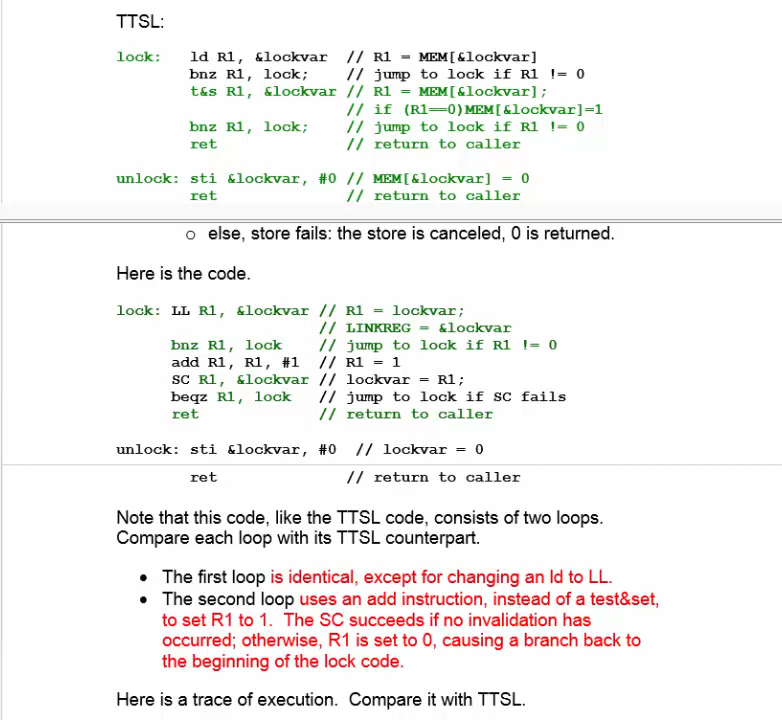 TTSL:
lock: ld R1, &lockvar // R1 = MEM[&lockvar]
bnz R1, lock; // jump to lock if R1 != 0
t&s R1, &lockvar // R1 = MEM[&lockvar];
// if (R1==0)MEM[&lockvar]=1
bnz R1, lock; // jump to lock if R1 != 0
ret // return to caller
unlock: sti &lockvar, #0 // MEM[&lockvar] = 0
ret // return to caller
o else, store fails: the store is canceled, 0 is returned.
Here is the code.
lock: LL R1, &lockvar // R1 = lockvar;
// LINKREG = &lockvar
bnz R1, lock // jump to lock if R1 != 0
add R1, R1, #1 // R1 = 1
SC R1, &lockvar // lockvar = R1;
beqz R1, lock // jump to lock if SC fails
ret // return to caller
unlock: sti &lockvar, #0 // lockvar = 0
ret // return to caller
Note that this code, like the TTSL code, consists of two loops.
Compare each loop with its TTSL counterpart.
• The first loop is identical, except for changing an ld to LL.
• The second loop uses an add instruction, instead of a test&set,
to set R1 to 1. The SC succeeds if no invalidation has
occurred; otherwise, R1 is set to 0, causing a branch back to
the beginning of the lock code.
Here is a trace of execution. Compare it with TTSL.